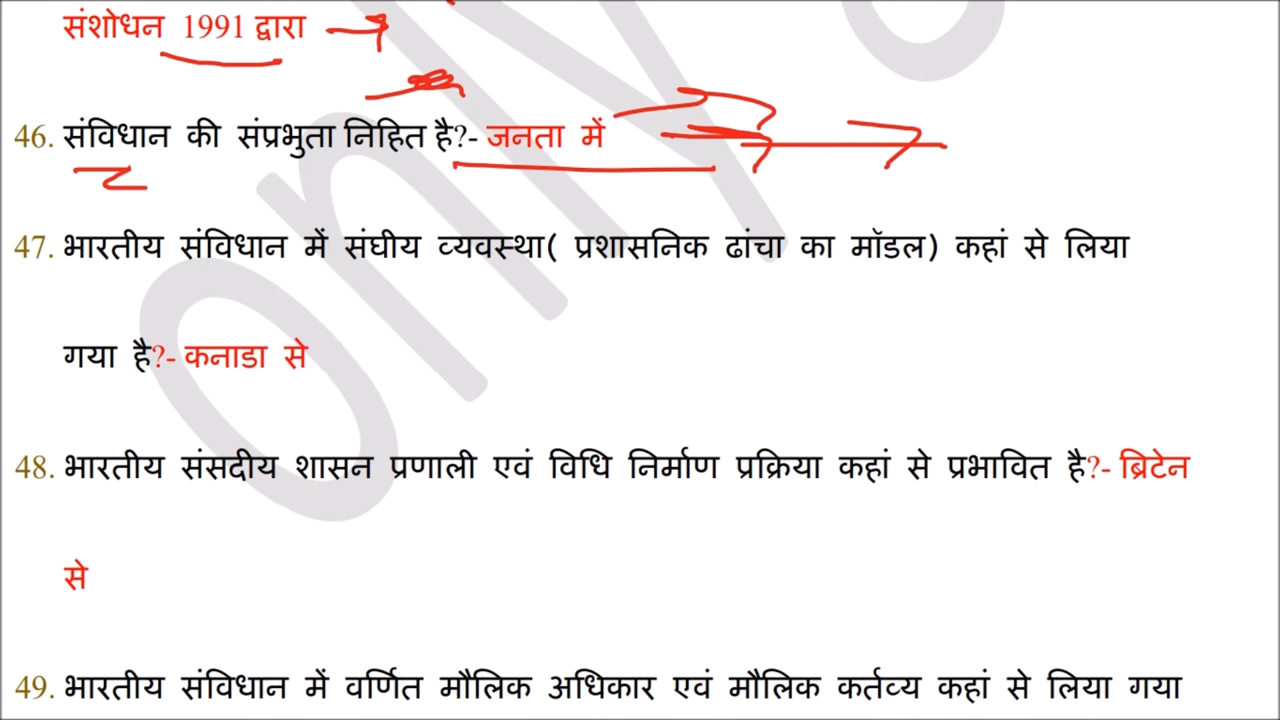 संशोधन 1991 द्वारा
46. संविधान की संप्रभुता निहित है?- जनता में
47. भारतीय संविधान में संघीय व्यवस्था( प्रशासनिक ढांचा का मॉडल) कहां से लिया
गया है?- कनाडा से
48. भारतीय संसदीय शासन प्रणाली एवं विधि निर्माण प्रक्रिया कहां से प्रभावित है?- ब्रिटेन
से
49. भारतीय संविधान में वर्णित मौलिक अधिकार एवं मौलिक कर्तव्य कहां से लिया गया